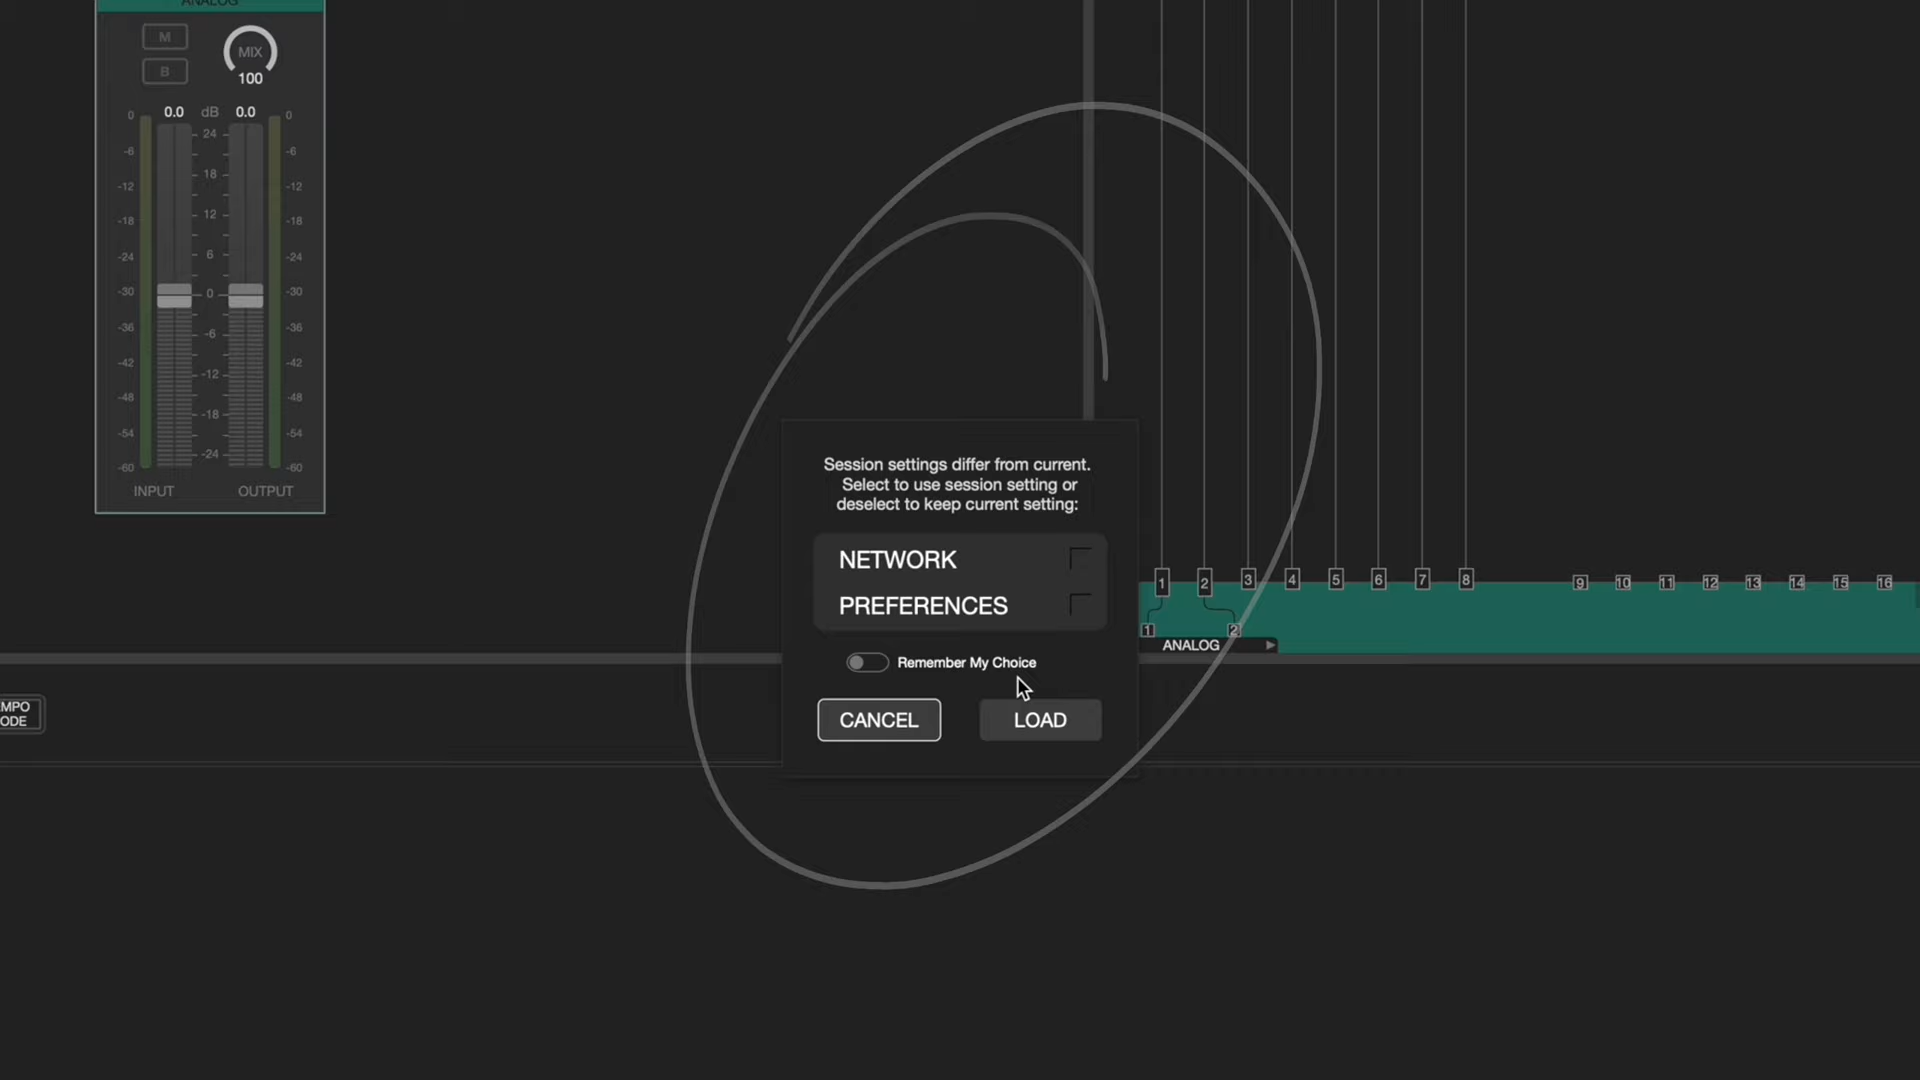 ANALOG
M
MIX
100
B
0.0 dB 0.0
0 0
24
-6 -6
18
-12 -12
12
-18 -18
6
-24 -24
-30 0 -30
-36 -6 -36
-42 -12 -42
-48 -18 -48
-54 -24 -54
-60 -60
INPUT OUTPUT
Session settings differ from current.
Select to use session setting or
deselect to keep current setting:
NETWORK
PREFERENCES
Remember My Choice
CANCEL LOAD
1 2 3 4 5 6 7 8 9 10 11 12 13 14 15 16
1 2
ANALOG
MPO
ODE